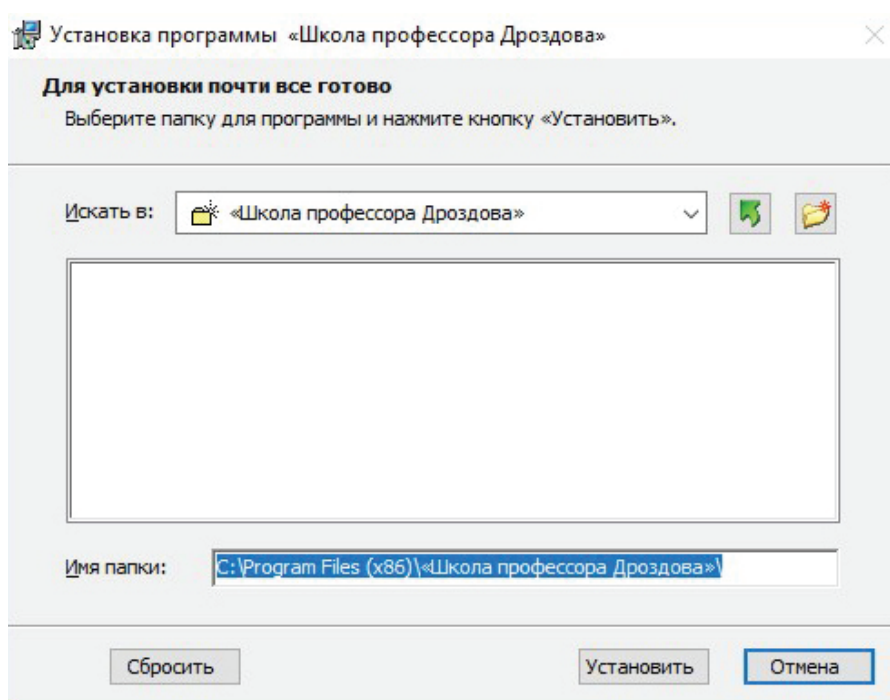 Установка программы «Школа профессора Дроздова»
Для установки почти все готово
Выберите папку для программы и нажмите кнопку «Установить».
Искать в: «Школа профессора Дроздова»
Имя папки: C:\Program Files (x86)\«Школа профессора Дроздова»\
Сбросить Установить Отмена